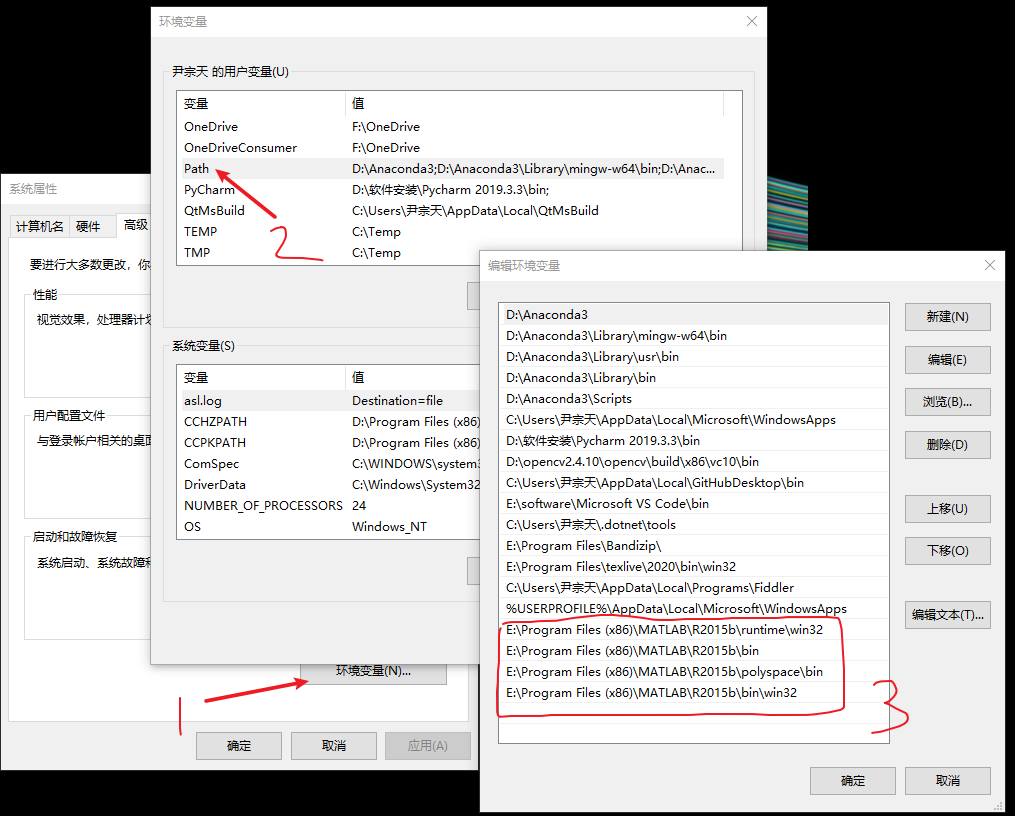 环境变量
尹宗天 的用户变量(U)
变量 值
OneDrive F:\OneDrive
OneDriveConsumer F:\OneDrive
Path D:\Anaconda3;D:\Anaconda3\Library\mingw-w64\bin;D:\Anac...
PyCharm D:\软件安装\Pycharm 2019.3.3\bin;
QtMsBuild C:\Users\尹宗天\AppData\Local\QtMsBuild
TEMP C:\Temp
TMP C:\Temp
2
系统变量(S)
变量 值
asl.log Destination=file
CCHZPATH D:\Program Files (x86)
CCPKPATH D:\Program Files (x86)
ComSpec C:\WINDOWS\system3
DriverData C:\Windows\System32
NUMBER_OF_PROCESSORS 24
OS Windows_NT
系统属性
计算机名 硬件 高级
要进行大多数更改，你
性能
视觉效果，处理器计划
用户配置文件
与登录帐户相关的桌面
启动和故障恢复
系统启动、系统故障和
环境变量(N)...
1
确定 取消 应用(A)
编辑环境变量
D:\Anaconda3
D:\Anaconda3\Library\mingw-w64\bin
D:\Anaconda3\Library\usr\bin
D:\Anaconda3\Library\bin
D:\Anaconda3\Scripts
C:\Users\尹宗天\AppData\Local\Microsoft\WindowsApps
D:\软件安装\Pycharm 2019.3.3\bin
D:\opencv2.4.10\opencv\build\x86\vc10\bin
C:\Users\尹宗天\AppData\Local\GitHubDesktop\bin
E:\software\Microsoft VS Code\bin
C:\Users\尹宗天\.dotnet\tools
E:\Program Files\Bandizip\
E:\Program Files\texlive\2020\bin\win32
C:\Users\尹宗天\AppData\Local\Programs\Fiddler
%USERPROFILE%\AppData\Local\Microsoft\WindowsApps
E:\Program Files (x86)\MATLAB\R2015b\runtime\win32
E:\Program Files (x86)\MATLAB\R2015b\bin
E:\Program Files (x86)\MATLAB\R2015b\polyspace\bin
E:\Program Files (x86)\MATLAB\R2015b\bin\win32
3
新建(N)
编辑(E)
浏览(B)...
删除(D)
上移(U)
下移(O)
编辑文本(T)...
确定 取消